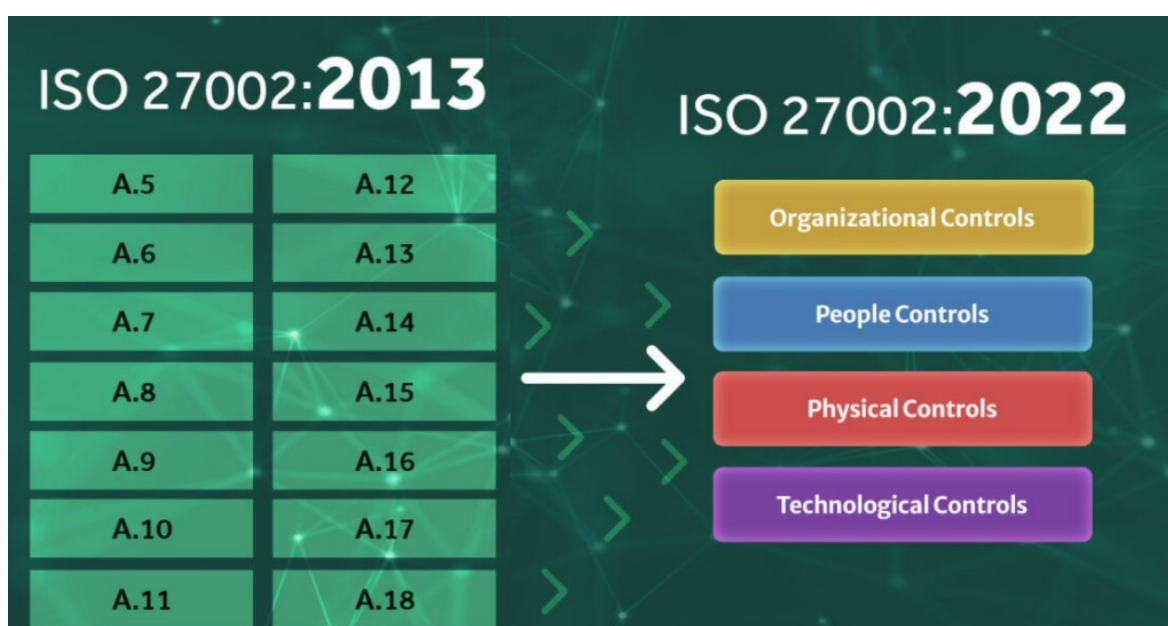 ISO 27002:2013
A.5
A.6
A.7
A.8
A.9
A.10
A.11
A.12
A.13
A.14
A.15
A.16
A.17
A.18
ISO 27002:2022
Organizational Controls
People Controls
Physical Controls
Technological Controls